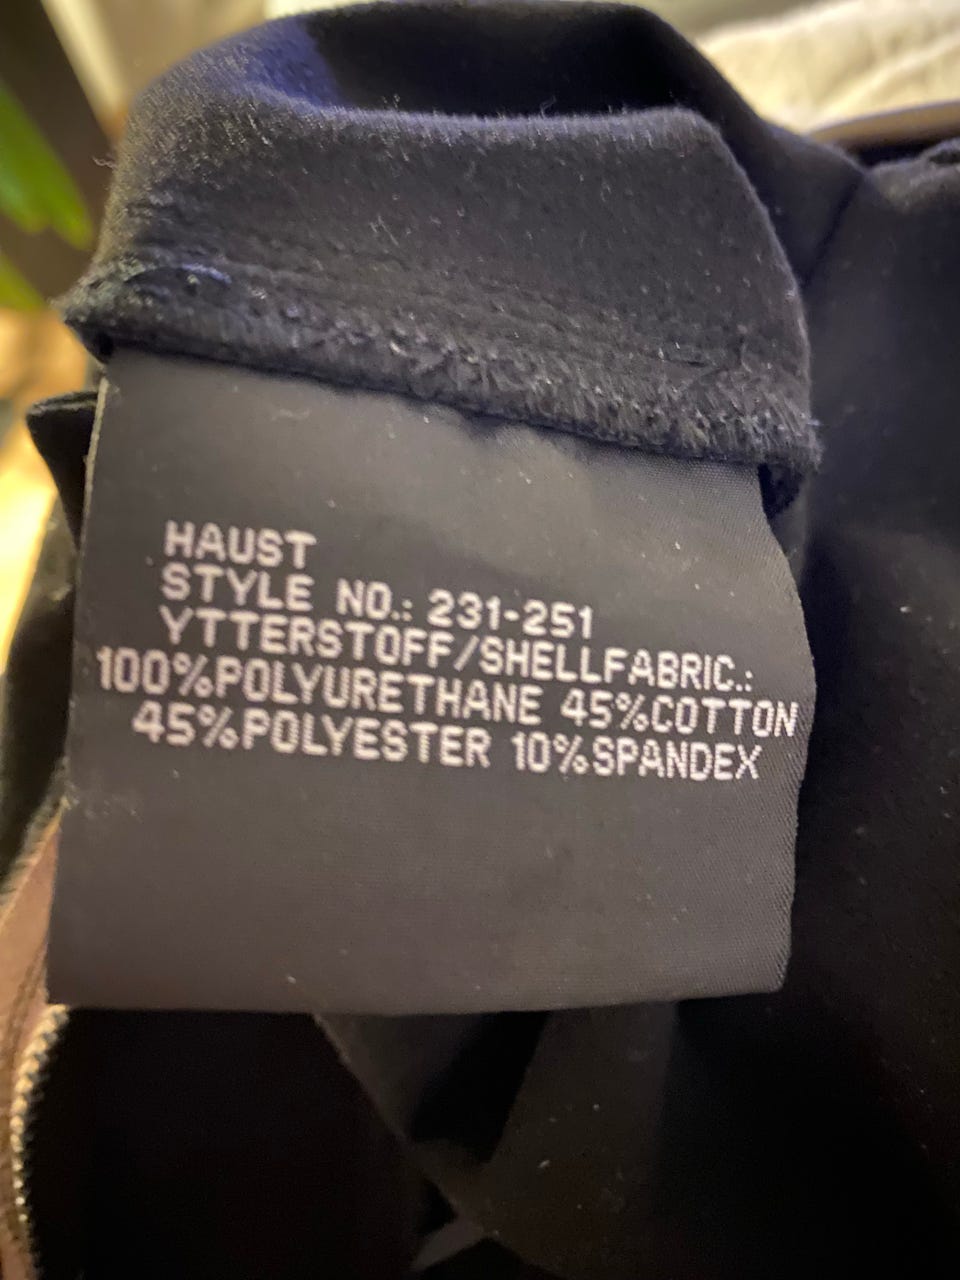 HAUST
STYLE NO.: 231-251
YTTERSTOFF/SHELLFABRIC.:
100%POLYURETHANE 45%COTTON
45%POLYESTER 10%SPANDEX